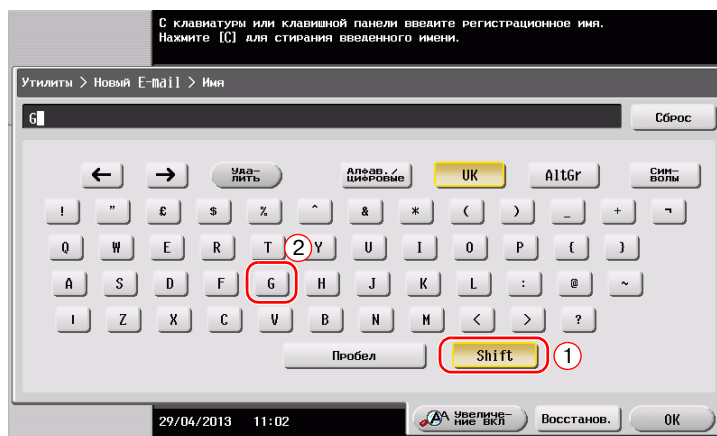 С клавиатуры или клавишной панели введите регистрационное имя.
Нажмите [C] для стирания введенного имени.
Утилиты > Новый E-mail > Имя
G
Сброс
← → Уда-
лить
Алфав./
цифровые
UK AltGr Сим-
волы
! " £ $ % ^ & * ( ) _ + ¬
Q W E R T 2 Y U I O P { }
A S D F G H J K L : @ ~
| Z X C V B N M < > ?
Пробел Shift 1
29/04/2013 11:02
Увеличе-
ние вкл
Восстанов. OK